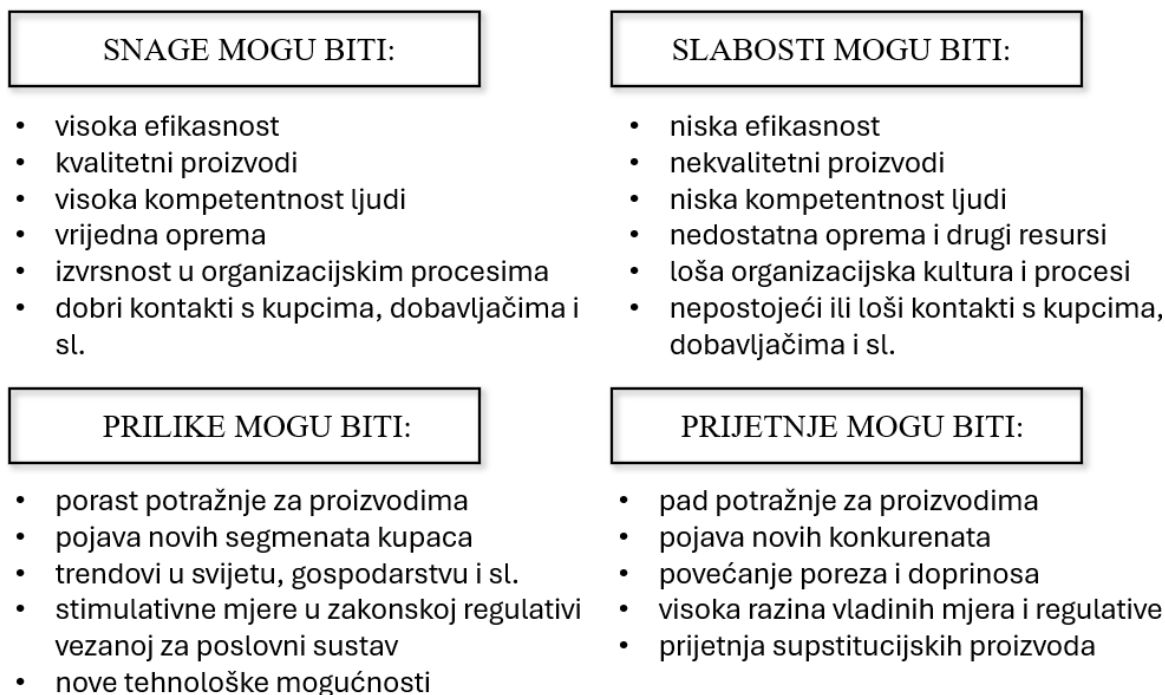 SNAGE MOGU BITI:
• visoka efikasnost
• kvalitetni proizvodi
• visoka kompetentnost ljudi
• vrijedna oprema
• izvrsnost u organizacijskim procesima
• dobri kontakti s kupcima, dobavljačima i
sl.
SLABOSTI MOGU BITI:
• niska efikasnost
• nekvalitetni proizvodi
• niska kompetentnost ljudi
• nedostatna oprema i drugi resursi
• loša organizacijska kultura i procesi
• nepostojeći ili loši kontakti s kupcima,
dobavljačima i sl.
PRILIKE MOGU BITI:
• porast potražnje za proizvodima
• pojava novih segmenata kupaca
• trendovi u svijetu, gospodarstvu i sl.
• stimulativne mjere u zakonskoj regulativi
vezanoj za poslovni sustav
• nove tehnološke mogućnosti
PRIJETNJE MOGU BITI:
• pad potražnje za proizvodima
• pojava novih konkurenata
• povećanje poreza i doprinosa
• visoka razina vladinih mjera i regulative
• prijetnja supstitucijskih proizvoda